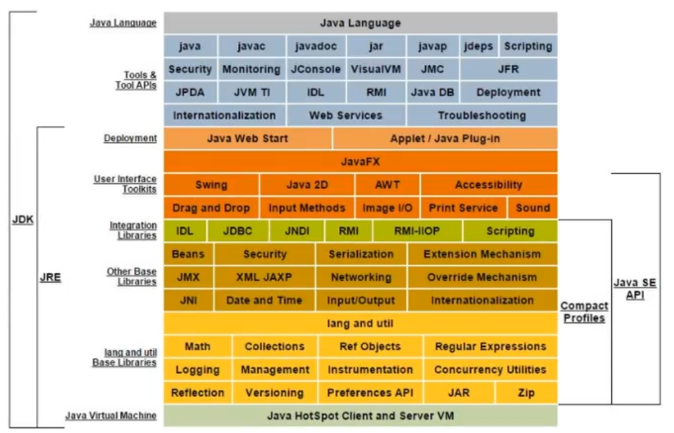 Java Language Java Language
java javac javadoc jar javap jdeps Scripting
Security Monitoring JConsole VisualVM JMC JFR
Tools &
Tool APIs
JPDA JVM TI IDL RMI Java DB Deployment
Internationalization Web Services Troubleshooting
Deployment Java Web Start Applet / Java Plug-in
JavaFX
User Interface
Toolkits
Swing Java 2D AWT Accessibility
Drag and Drop Input Methods Image I/O Print Service Sound
Integration
Libraries
IDL JDBC JNDI RMI RMI-IIOP Scripting
JDK
Beans Security Serialization Extension Mechanism
Other Base
Libraries
JRE
JMX XML JAXP Networking Override Mechanism
Java SE
API
JNI Date and Time Input/Output Internationalization
Compact
Profiles
lang and util
lang and util
Base Libraries
Math Collections Ref Objects Regular Expressions
Logging Management Instrumentation Concurrency Utilities
Reflection Versioning Preferences API JAR Zip
Java Virtual Machine Java HotSpot Client and Server VM